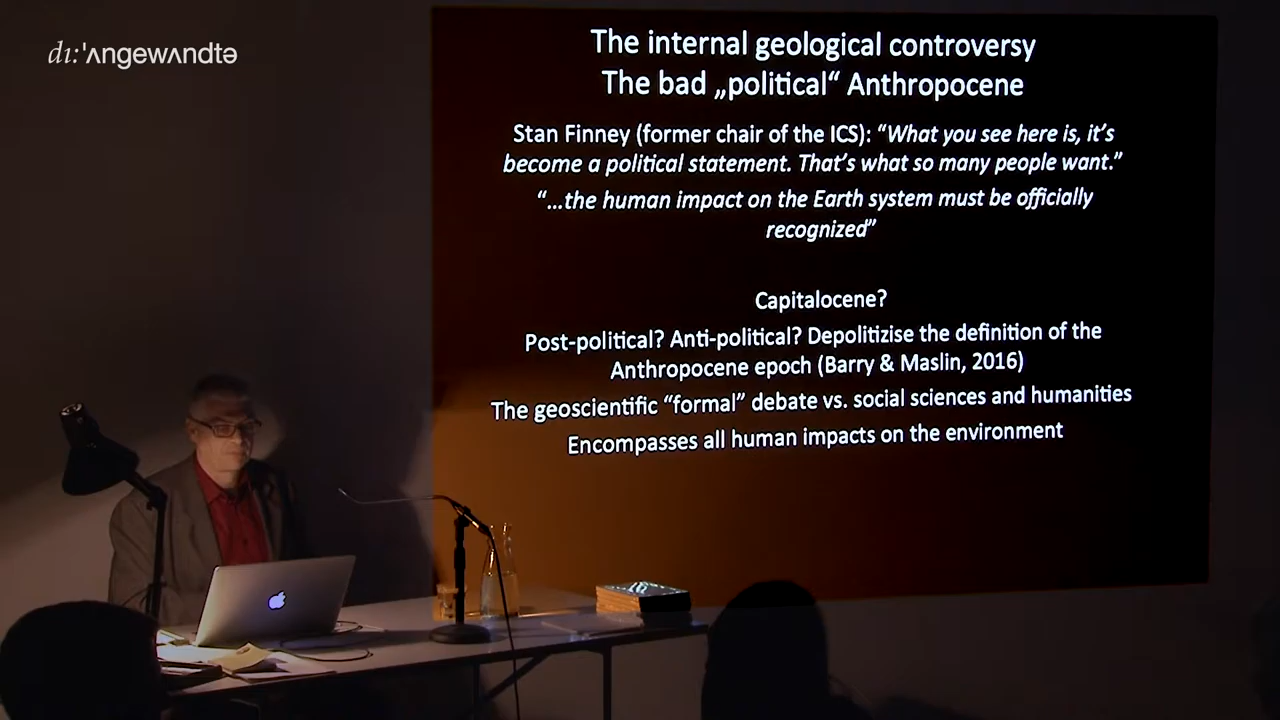 dɪ:'ʌngewʌndtə
The internal geological controversy
The bad „political“ Anthropocene
Stan Finney (former chair of the ICS): “What you see here is, it’s
become a political statement. That’s what so many people want.”
“…the human impact on the Earth system must be officially
recognized”
Capitalocene?
Post-political? Anti-political? Depolitizise the definition of the
Anthropocene epoch (Barry & Maslin, 2016)
The geoscientific “formal” debate vs. social sciences and humanities
Encompasses all human impacts on the environment